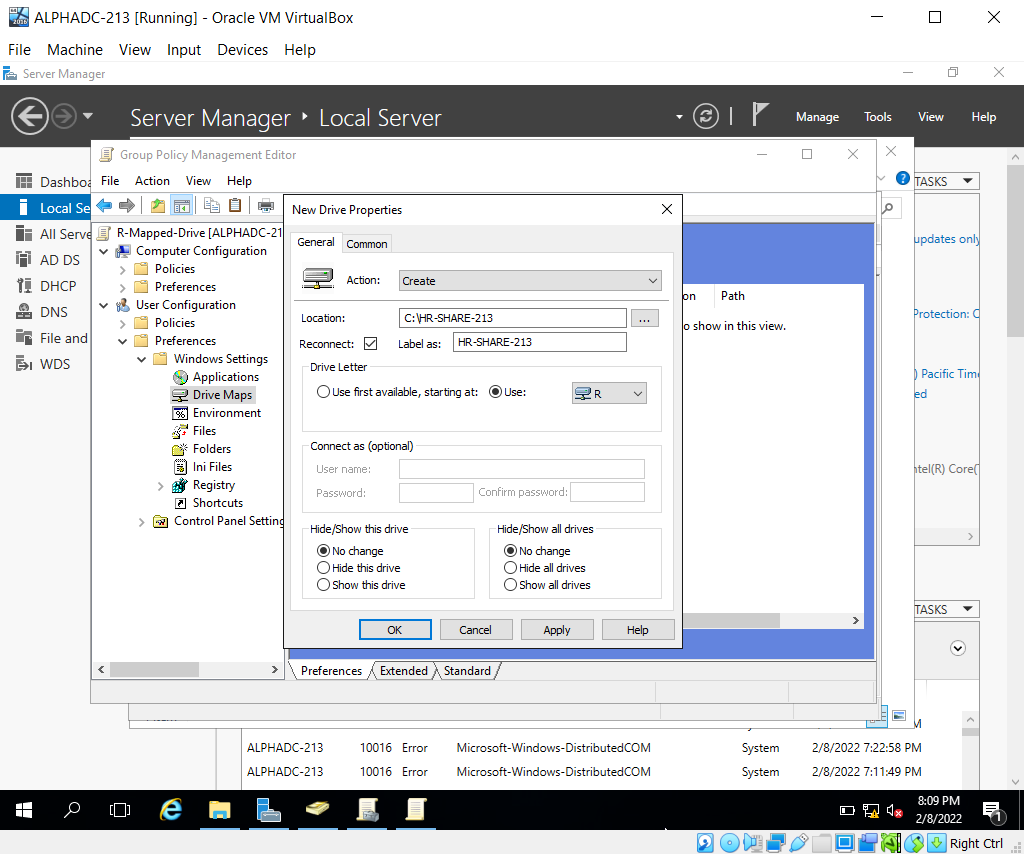 ALPHADC-213 [Running] - Oracle VM VirtualBox
File Machine View Input Devices Help
Server Manager
Server Manager Local Server
Manage Tools View Help
Group Policy Management Editor
File Action View Help
TASKS
Dashboa
Local Se
All Serve
AD DS
DHCP
DNS
File and
WDS
R-Mapped-Drive [ALPHADC-21
Computer Configuration
Policies
Preferences
User Configuration
Policies
Preferences
Windows Settings
Applications
Drive Maps
Environment
Files
Folders
Ini Files
Registry
Shortcuts
Control Panel Setting
New Drive Properties
General Common
Action: Create
Location: C:\HR-SHARE-213 ...
Reconnect: Label as: HR-SHARE-213
Drive Letter
Use first available, starting at: Use: R
Connect as (optional)
User name:
Password: Confirm password:
Hide/Show this drive
No change
Hide this drive
Show this drive
Hide/Show all drives
No change
Hide all drives
Show all drives
OK Cancel Apply Help
on Path
o show in this view.
updates only
Protection: C
) Pacific Time
ed
ntel(R) Core(T
TASKS
Preferences Extended Standard
M
ALPHADC-213 10016 Error Microsoft-Windows-DistributedCOM System 2/8/2022 7:22:58 PM
ALPHADC-213 10016 Error Microsoft-Windows-DistributedCOM System 2/8/2022 7:11:49 PM
8:09 PM
2/8/2022
1
Right Ctrl